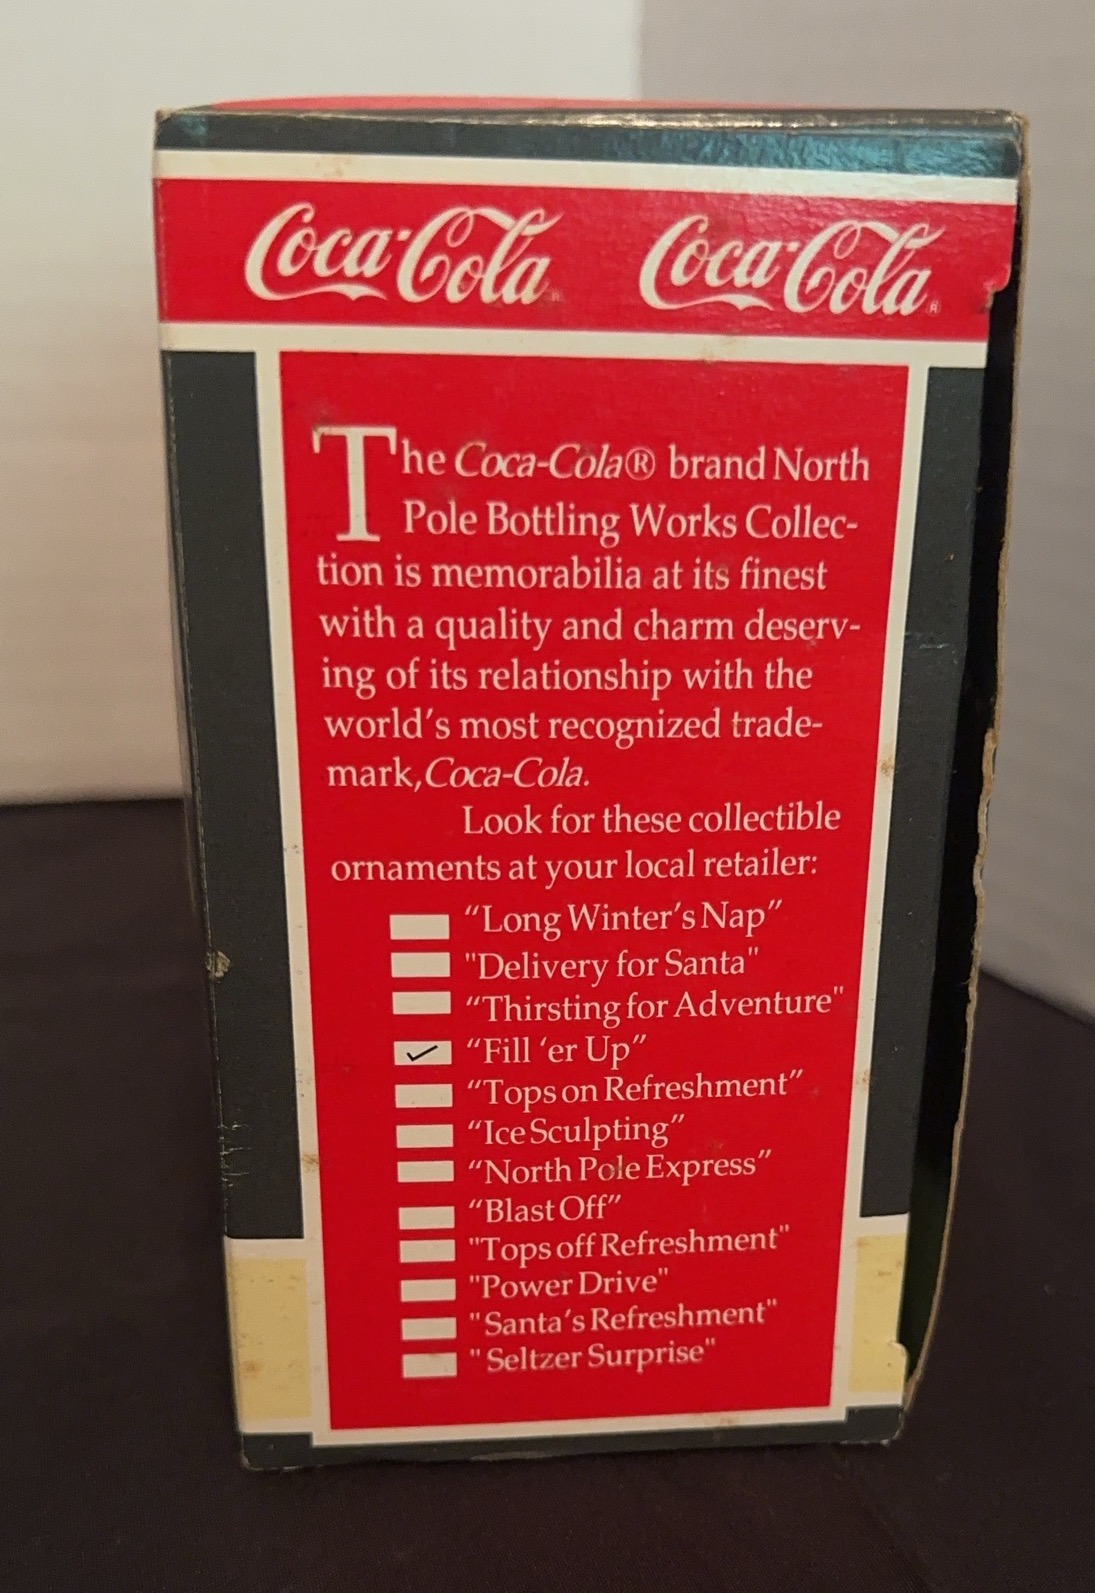 Coca-Cola Coca-Cola®
The Coca-Cola® brand North
Pole Bottling Works Collec-
tion is memorabilia at its finest
with a quality and charm deserv-
ing of its relationship with the
world's most recognized trade-
mark, Coca-Cola.
Look for these collectible
ornaments at your local retailer:
“Long Winter's Nap”
"Delivery for Santa"
“Thirsting for Adventure"
✓ “Fill ‘er Up”
“Tops on Refreshment”
“Ice Sculpting”
“North Pole Express”
“Blast Off”
"Tops off Refreshment"
"Power Drive"
"Santa's Refreshment"
"Seltzer Surprise"